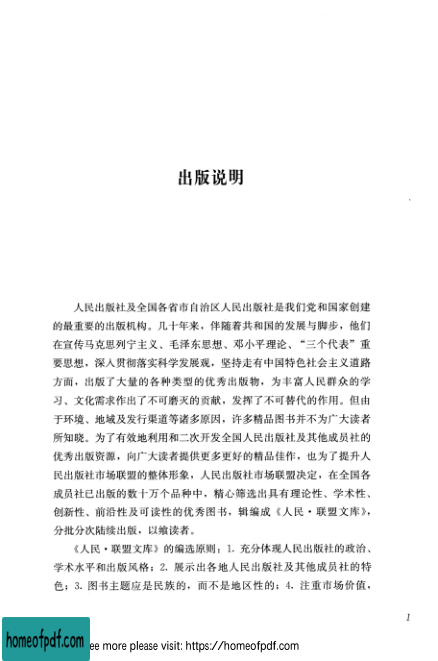 出版说明
人民出版社及全国各省市自治区人民出版社是我们党和国家创建
的最重要的出版机构。几十年来，伴随着共和国的发展与脚步，他们
在宣传马克思列宁主义、毛泽东思想、邓小平理论、“三个代表”重
要思想，深入贯彻落实科学发展观，坚持走有中国特色社会主义道路
方面，出版了大量的各种类型的优秀出版物，为丰富人民群众的学
习、文化需求作出了不可磨灭的贡献，发挥了不可替代的作用。但由
于环境、地域及发行渠道等诸多原因，许多精品图书并不为广大读者
所知晓。为了有效地利用和二次开发全国人民出版社及其他成员社的
优秀出版资源，向广大读者提供更多更好的精品佳作，也为了提升人
民出版社市场联盟的整体形象，人民出版社市场联盟决定，在全国各
成员社已出版的数十万个品种中，精心筛选出具有理论性、学术性、
创新性、前沿性及可读性的优秀图书，辑编成《人民·联盟文库》，
分批分次陆续出版，以飨读者。
《人民·联盟文库》的编选原则：1. 充分体现人民出版社的政治、
学术水平和出版风格；2. 展示出各地人民出版社及其他成员社的特
色；3. 图书主题应是民族的，而不是地区性的；4. 注重市场价值，
1
homeofpdf.com
ee more please visit: https://homeofpdf.com